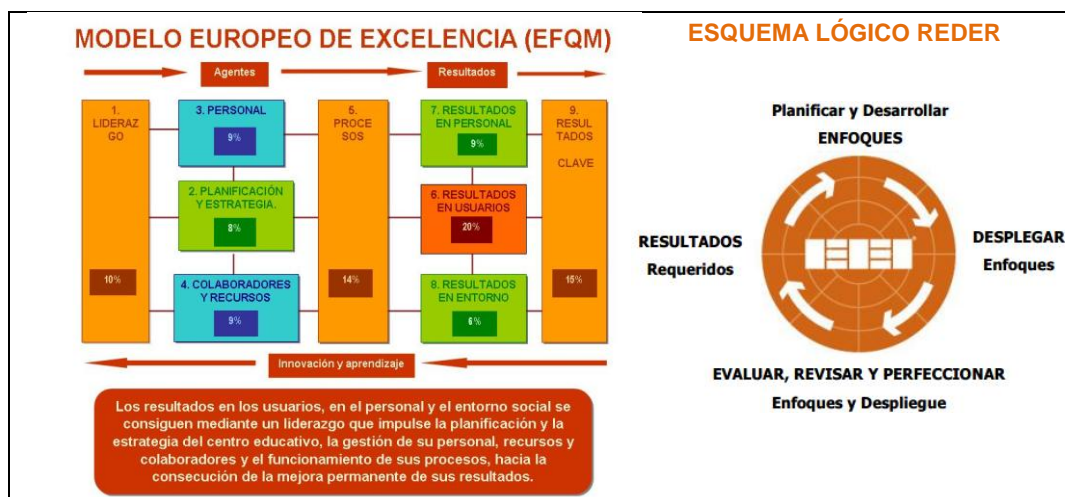 MODELO EUROPEO DE EXCELENCIA (EFQM)
Agentes
Resultados
1.
LIDERAZ
GO
10%
3. PERSONAL
9%
2. PLANIFICACIÓN
Y ESTRATEGIA.
8%
4. COLABORADORES
Y RECURSOS
9%
5.
PROCE
SOS
14%
7. RESULTADOS
EN PERSONAL
9%
6. RESULTADOS
EN USUARIOS
20%
8. RESULTADOS
EN ENTORNO
6%
9.
RESUL
TADOS
CLAVE
15%
Innovación y aprendizaje
Los resultados en los usuarios, en el personal y el entorno social se
consiguen mediante un liderazgo que impulse la planificación y la
estrategia del centro educativo, la gestión de su personal, recursos y
colaboradores y el funcionamiento de sus procesos, hacia la
consecución de la mejora permanente de sus resultados.
ESQUEMA LÓGICO REDER
Planificar y Desarrollar
ENFOQUES
RESULTADOS
Requeridos
DESPLEGAR
Enfoques
EVALUAR, REVISAR Y PERFECCIONAR
Enfoques y Despliegue